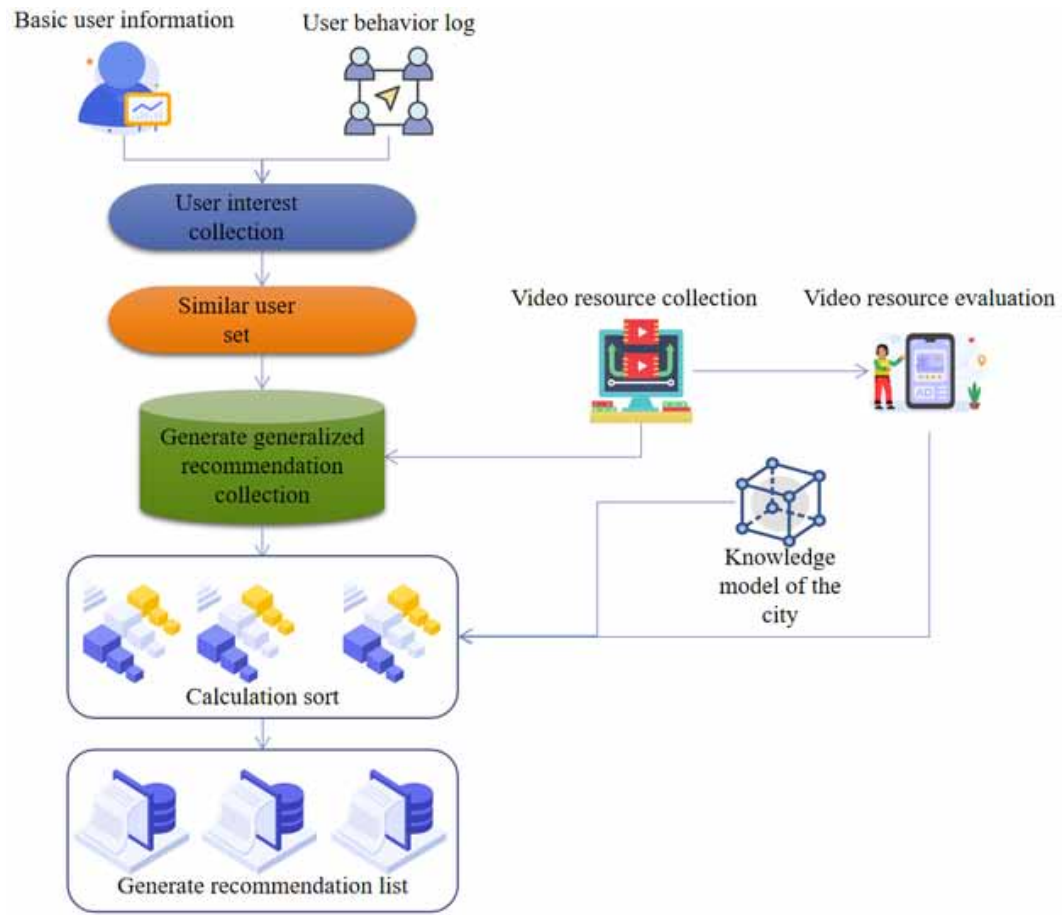 Basic user information
User behavior log
User interest
collection
Similar user
set
Video resource collection
Video resource evaluation
Generate generalized
recommendation
collection
Knowledge
model of the
city
Calculation sort
Generate recommendation list